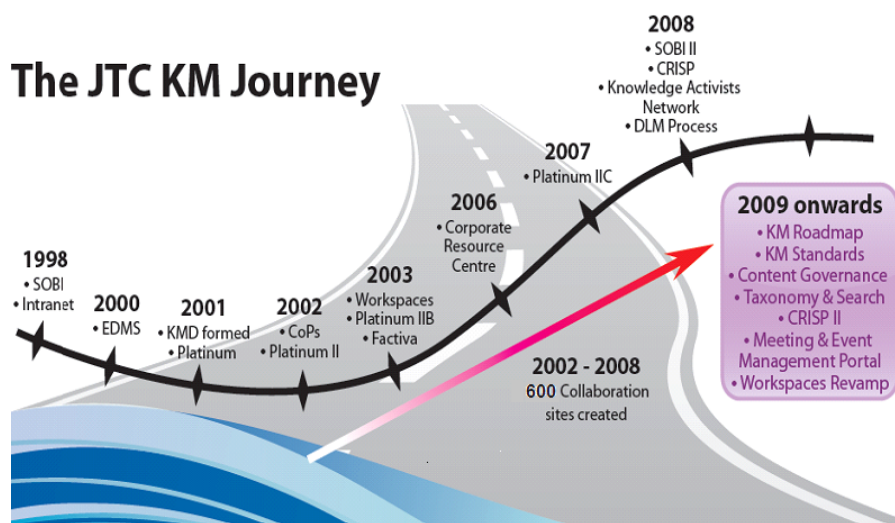 The JTC KM Journey
1998
• SOBI
• Intranet
2000
• EDMS
2001
• KMD formed
• Platinum
2002
• CoPs
• Platinum II
2003
• Workspaces
• Platinum IIB
• Factiva
2006
• Corporate
Resource
Centre
2007
• Platinum IIC
2008
• SOBI II
• CRISP
• Knowledge Activists
Network
• DLM Process
2009 onwards
• KM Roadmap
• KM Standards
• Content Governance
• Taxonomy & Search
• CRISP II
• Meeting & Event
Management Portal
• Workspaces Revamp
2002 - 2008
600 Collaboration
sites created